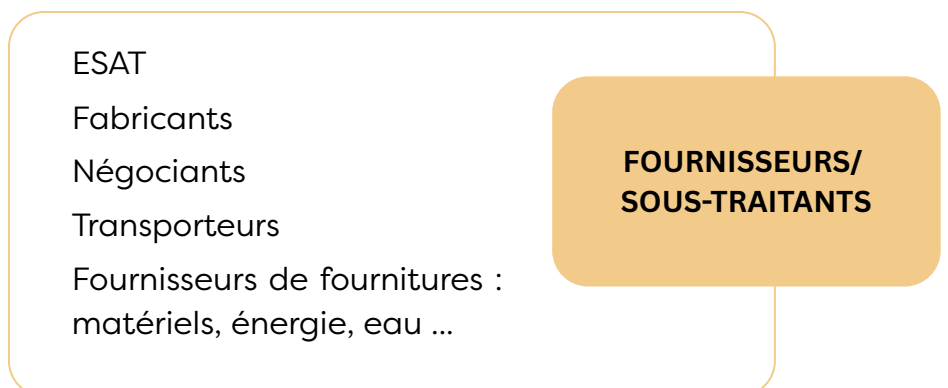 ESAT
Fabricants
Négociants
Transporteurs
Fournisseurs de fournitures :
matériels, énergie, eau ...
FOURNISSEURS/
SOUS-TRAITANTS